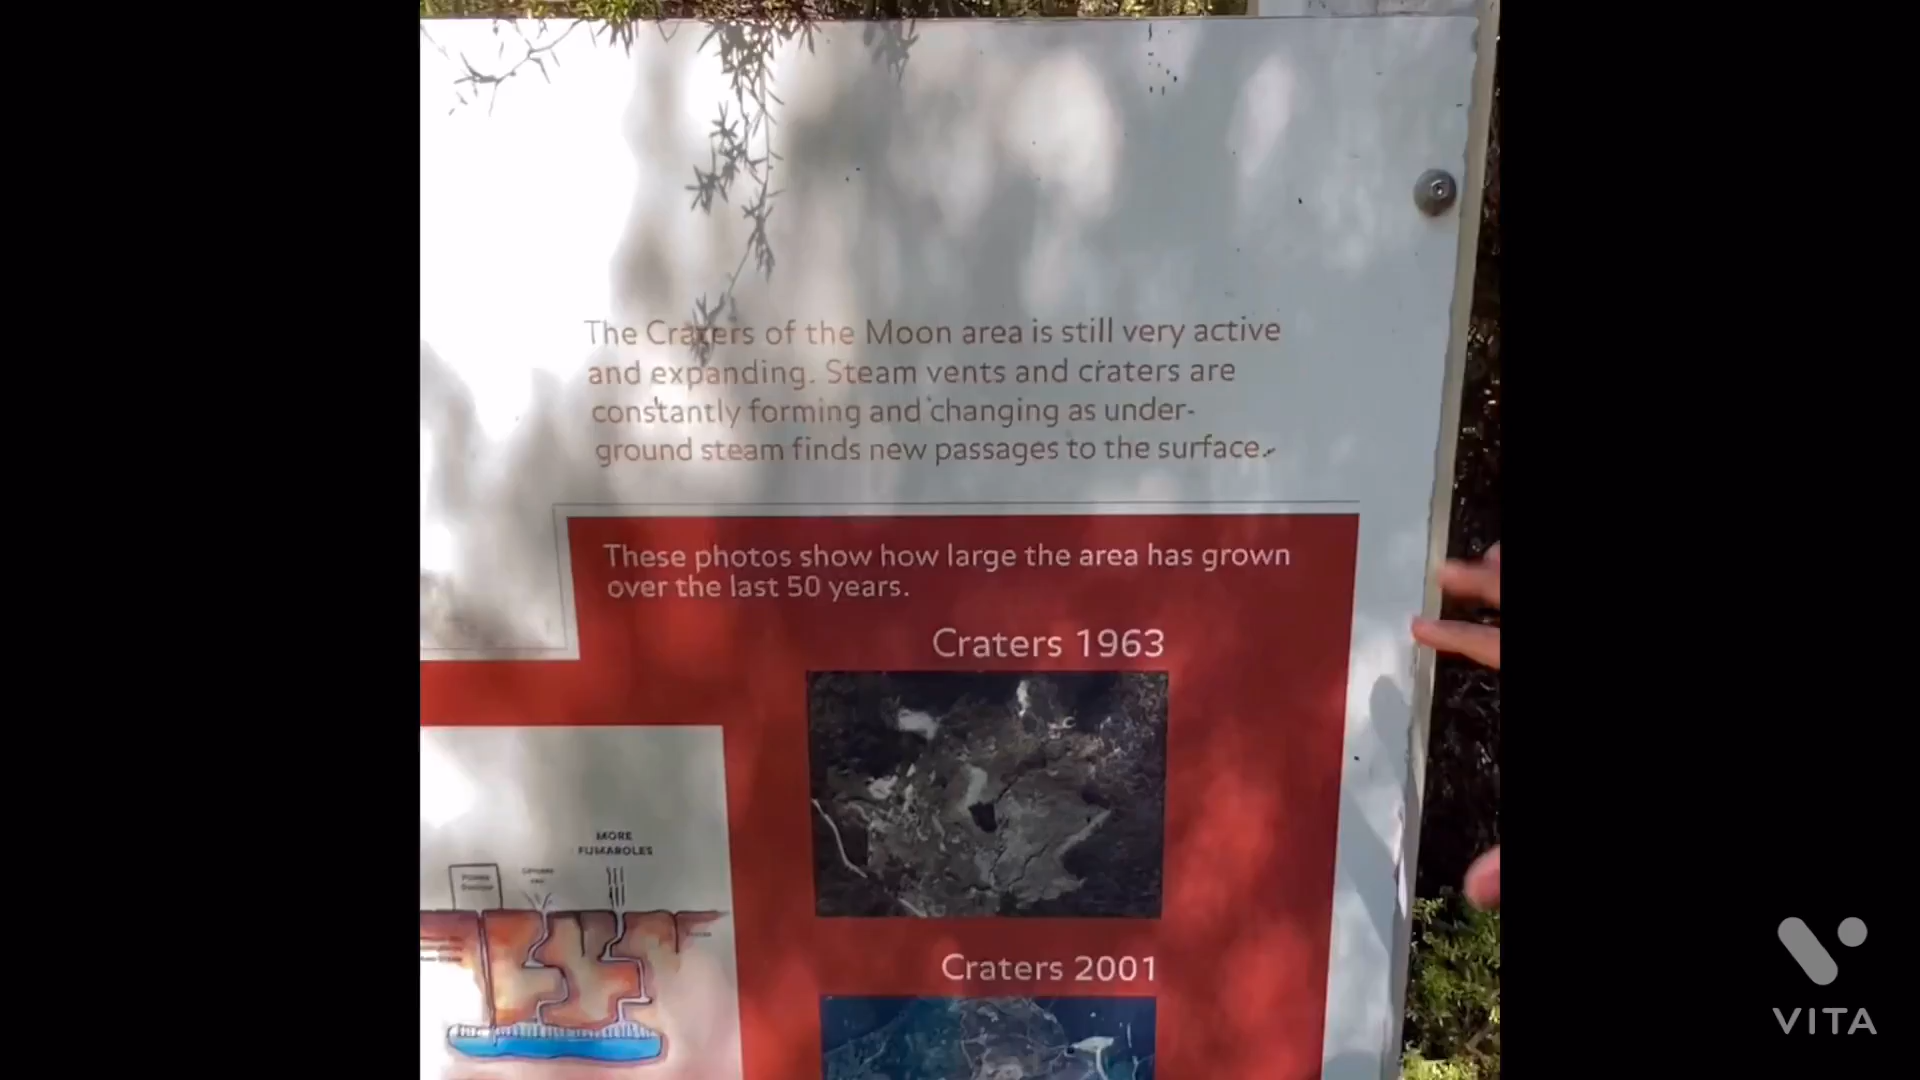 The Craters of the Moon area is still very active
and expanding. Steam vents and craters are
constantly forming and changing as under-
ground steam finds new passages to the surface.
These photos show how large the area has grown
over the last 50 years.
Craters 1963
MORE
FUMAROLES
Craters 2001
VITA